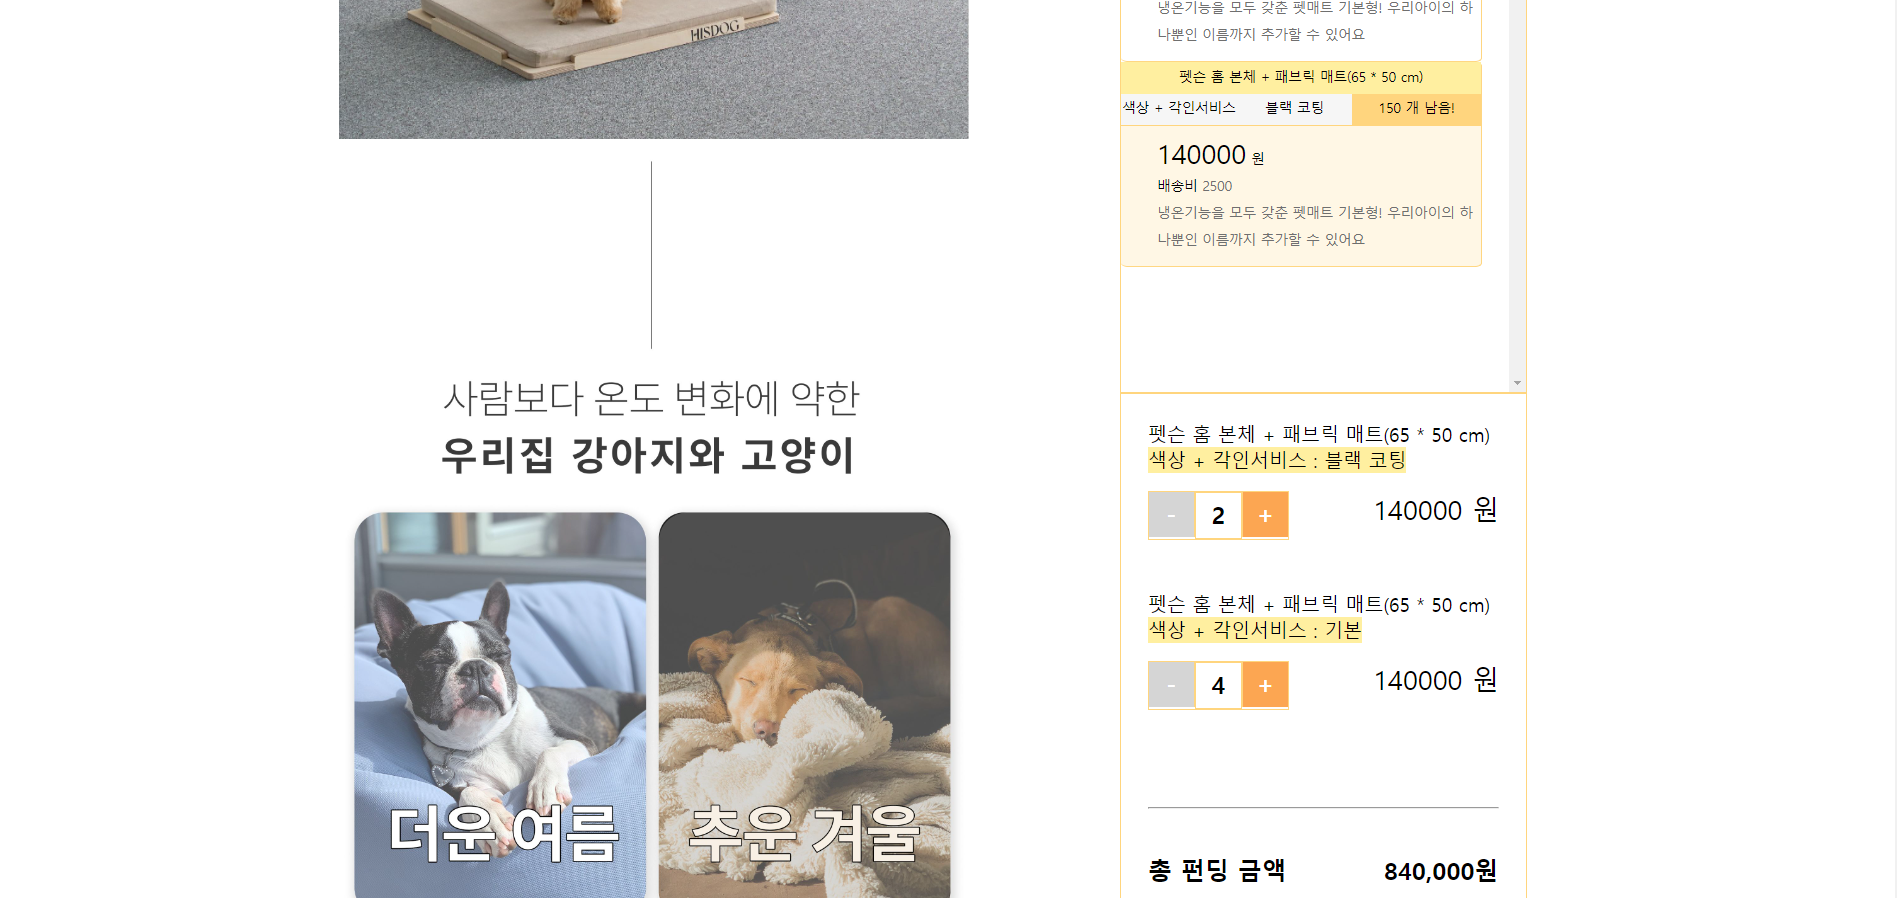 HISDOG
사람보다 온도 변화에 약한
우리집 강아지와 고양이
더운 여름
추운 겨울
냉온기능을 모두 갖춘 펫매트 기본형! 우리아이의 하
나뿐인 이름까지 추가할 수 있어요
펫슨 홈 본체 + 패브릭 매트(65 * 50 cm)
색상 + 각인서비스 블랙 코팅 150 개 남음!
140000 원
배송비 2500
냉온기능을 모두 갖춘 펫매트 기본형! 우리아이의 하
나뿐인 이름까지 추가할 수 있어요
펫슨 홈 본체 + 패브릭 매트(65 * 50 cm)
색상 + 각인서비스 : 블랙 코팅
- 2 + 140000 원
펫슨 홈 본체 + 패브릭 매트(65 * 50 cm)
색상 + 각인서비스 : 기본
- 4 + 140000 원
총 펀딩 금액 840,000원